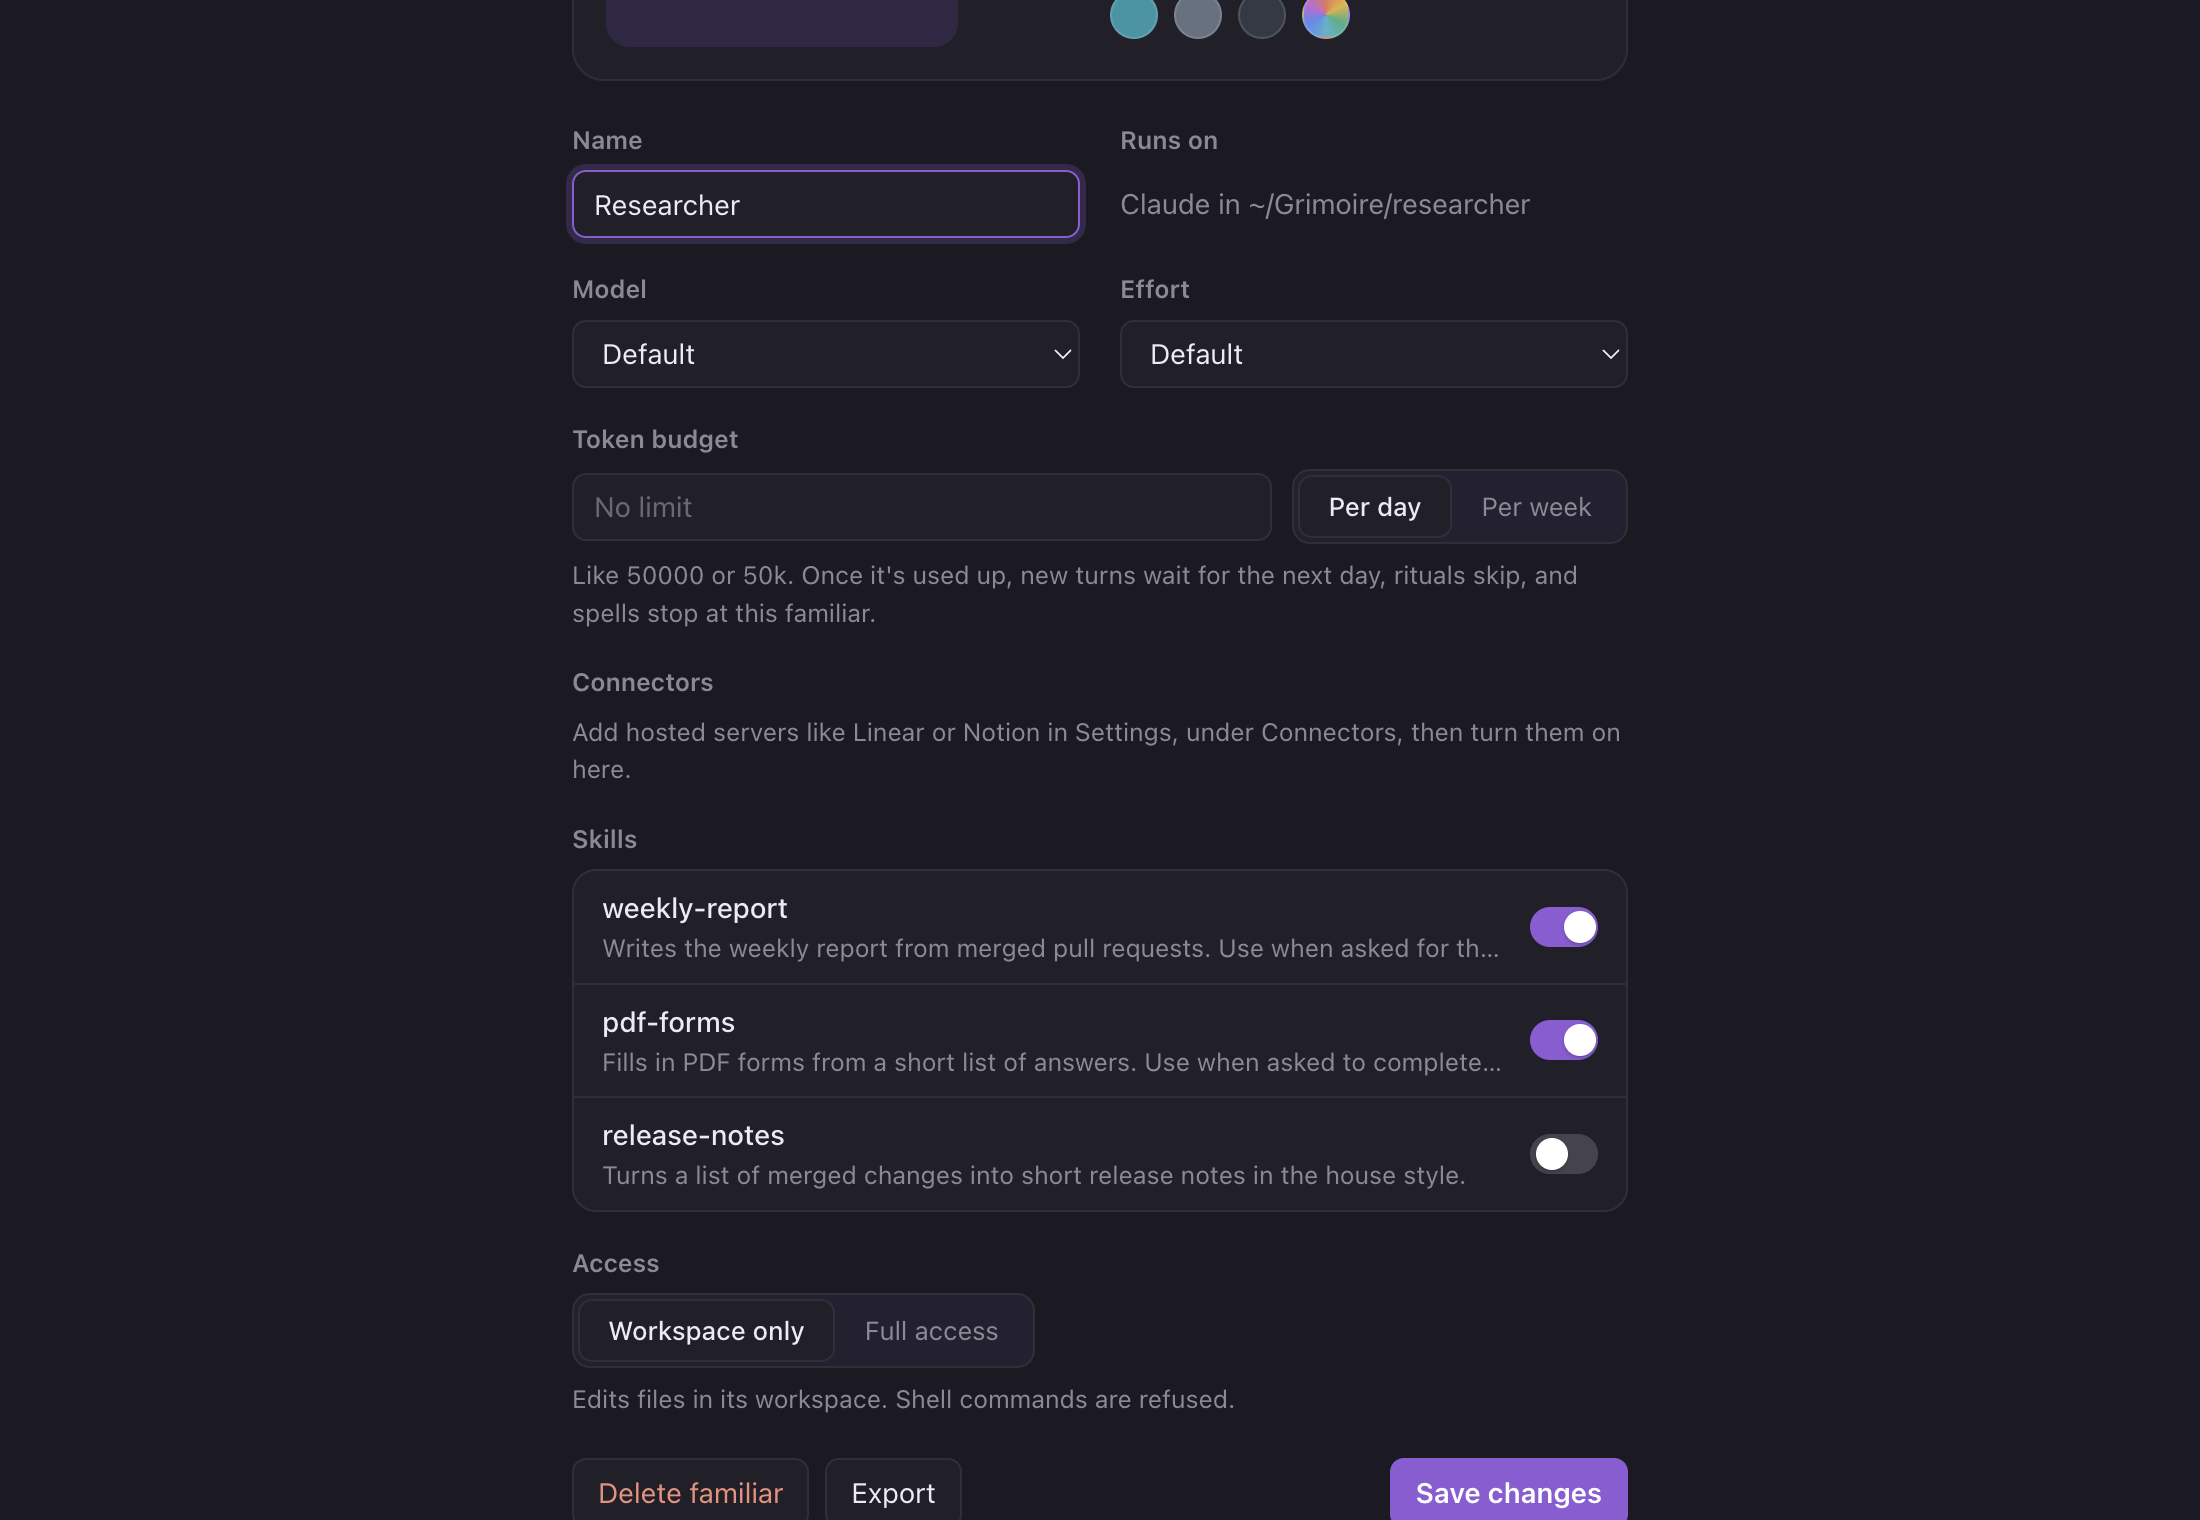 Name
Runs on
Researcher
Claude in ~/Grimoire/researcher
Model
Effort
Default
Default
Token budget
No limit
Per day
Per week
Like 50000 or 50k. Once it's used up, new turns wait for the next day, rituals skip, and
spells stop at this familiar.
Connectors
Add hosted servers like Linear or Notion in Settings, under Connectors, then turn them on
here.
Skills
weekly-report
Writes the weekly report from merged pull requests. Use when asked for th...
pdf-forms
Fills in PDF forms from a short list of answers. Use when asked to complete...
release-notes
Turns a list of merged changes into short release notes in the house style.
Access
Workspace only
Full access
Edits files in its workspace. Shell commands are refused.
Delete familiar
Export
Save changes